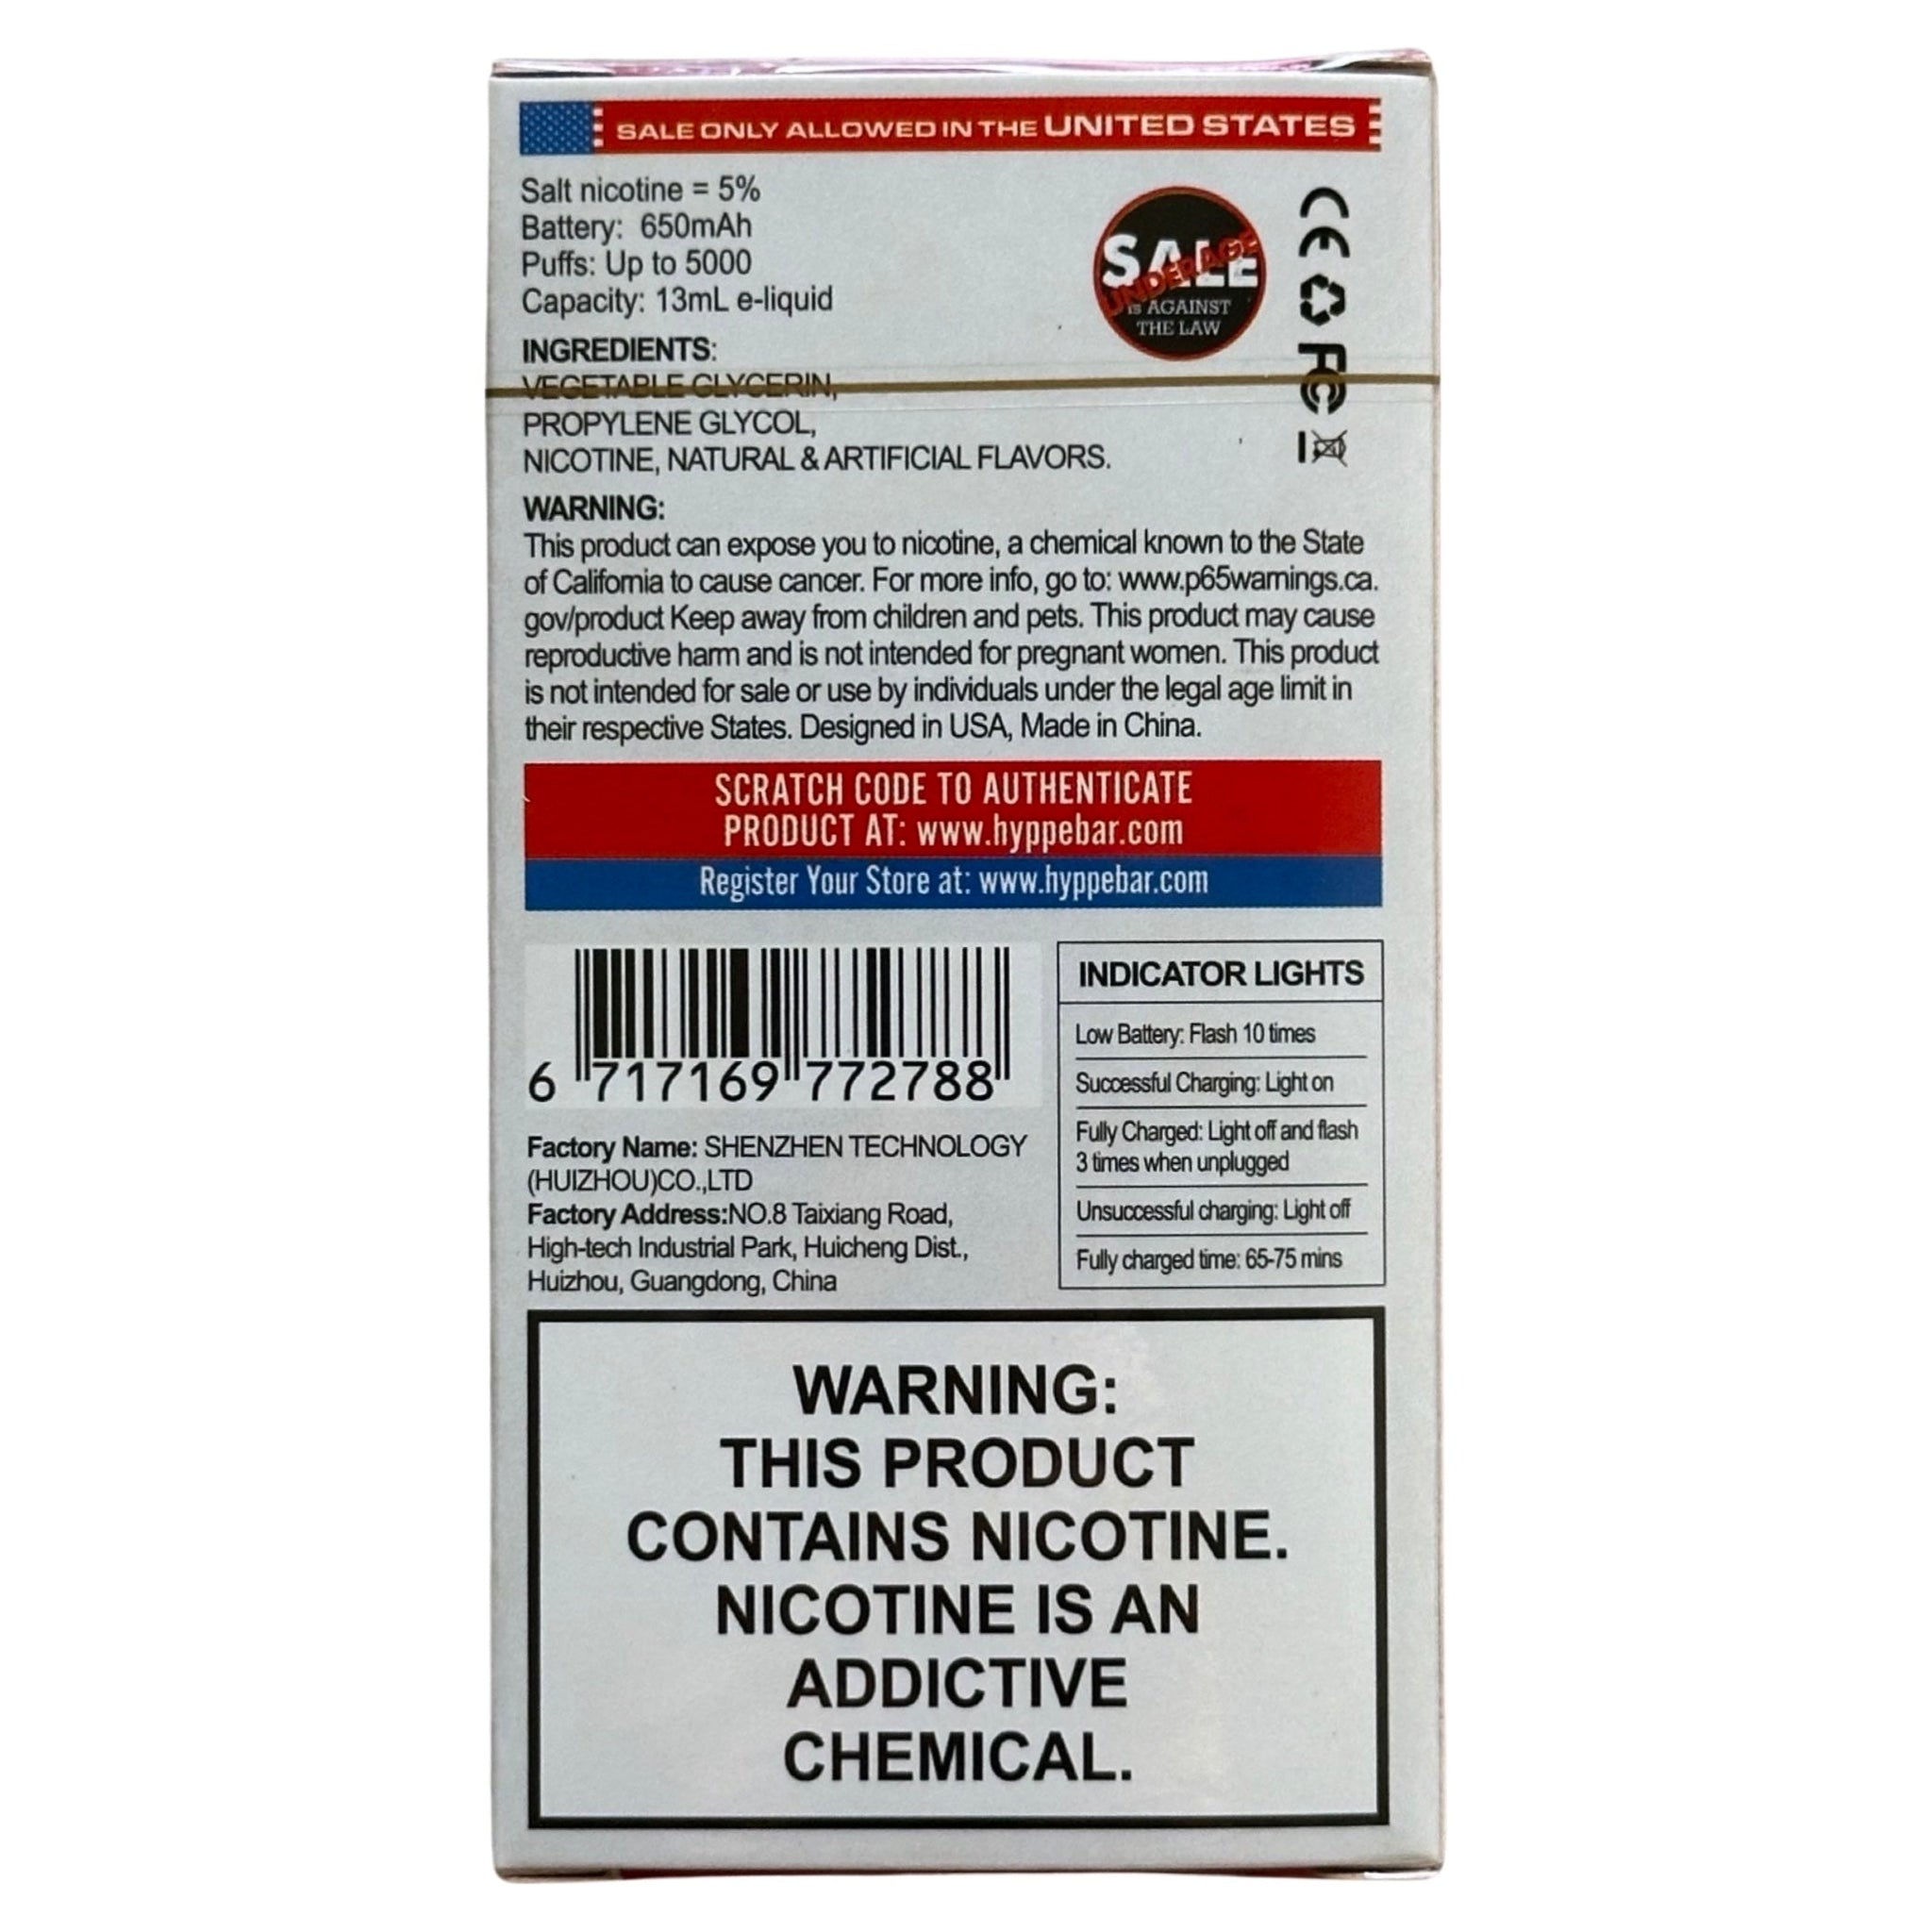 SALE ONLY ALLOWED IN THE UNITED STATES
Salt nicotine = 5%
Battery: 650mAh
Puffs: Up to 5000
Capacity: 13mL e-liquid
SALE
UNDERAGE
is AGAINST
THE LAW
CE
FC
INGREDIENTS:
VEGETABLE GLYCERIN,
PROPYLENE GLYCOL,
NICOTINE, NATURAL & ARTIFICIAL FLAVORS.
WARNING:
This product can expose you to nicotine, a chemical known to the State
of California to cause cancer. For more info, go to: www.p65warnings.ca.
gov/product Keep away from children and pets. This product may cause
reproductive harm and is not intended for pregnant women. This product
is not intended for sale or use by individuals under the legal age limit in
their respective States. Designed in USA, Made in China.
SCRATCH CODE TO AUTHENTICATE
PRODUCT AT: www.hyppebar.com
Register Your Store at: www.hyppebar.com
6 717169 772788
Factory Name: SHENZHEN TECHNOLOGY
(HUIZHOU)CO.,LTD
Factory Address:NO.8 Taixiang Road,
High-tech Industrial Park, Huicheng Dist.,
Huizhou, Guangdong, China
INDICATOR LIGHTS
Low Battery: Flash 10 times
Successful Charging: Light on
Fully Charged: Light off and flash
3 times when unplugged
Unsuccessful charging: Light off
Fully charged time: 65-75 mins
WARNING:
THIS PRODUCT
CONTAINS NICOTINE.
NICOTINE IS AN
ADDICTIVE
CHEMICAL.